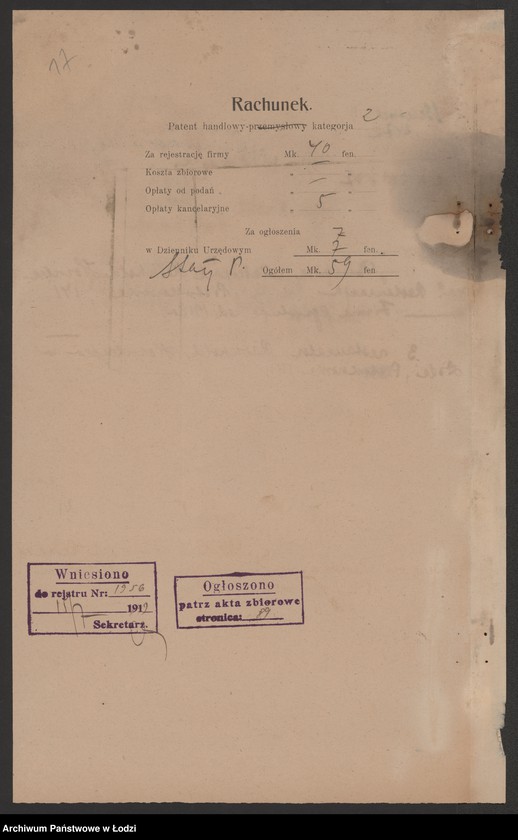 17
Rachunek.
Patent handlowy-przemysłowy kategorja 2
Za rejestrację firmy Mk. 40 fen.
Koszta zbiorowe " — "
Opłaty od podań . "  "
Opłaty kancelaryjne " 5 "
Za ogłoszenia 7
w Dzienniku Urzędowym Mk. 7 fen.
Ogółem Mk. 59 fen
Wniesiono
do rejstru Nr: 1356
1919
Sekretarz.
Ogłoszono
patrz akta zbiorowe
stronica: 89
Archiwum Państwowe w Łodzi